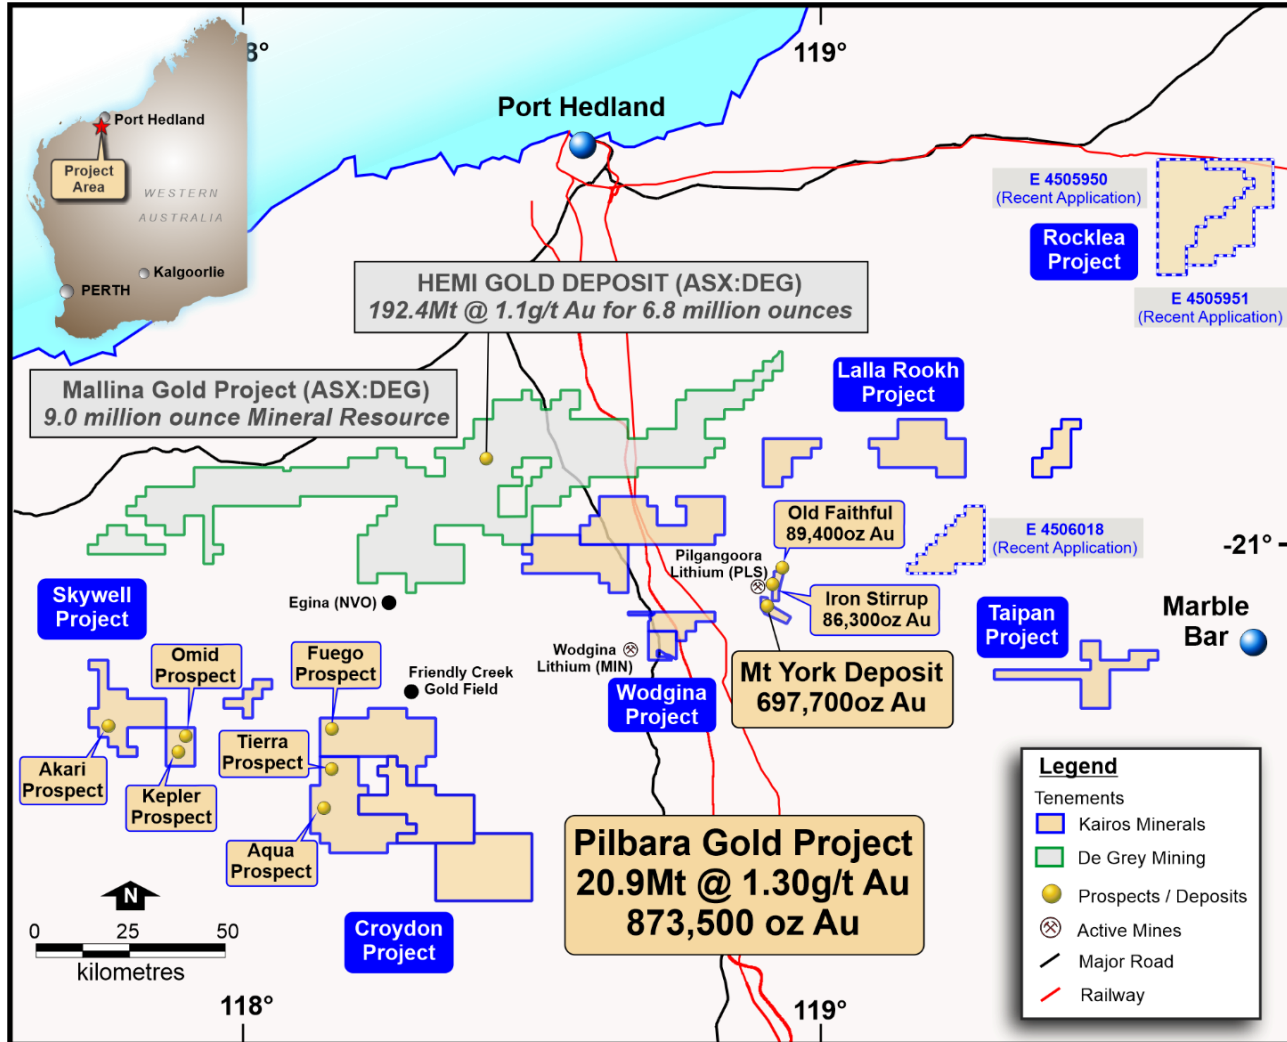 8°
119°
Port Hedland
Project
Area
WESTERN
AUSTRALIA
Kalgoorlie
PERTH
Port Hedland
E 4505950
(Recent Application)
Rocklea
Project
E 4505951
(Recent Application)
HEMI GOLD DEPOSIT (ASX:DEG)
192.4Mt @ 1.1g/t Au for 6.8 million ounces
Mallina Gold Project (ASX:DEG)
9.0 million ounce Mineral Resource
Lalla Rookh
Project
Old Faithful
89,400oz Au
E 4506018
(Recent Application)
-21°
Pilgangoora
Lithium (PLS)
Iron Stirrup
86,300oz Au
Skywell
Project
Egina (NVO)
Taipan
Project
Marble
Bar
Omid
Prospect
Fuego
Prospect
Friendly Creek
Gold Field
Wodgina
Lithium (MIN)
Wodgina
Project
Mt York Deposit
697,700oz Au
Akari
Prospect
Kepler
Prospect
Tierra
Prospect
Aqua
Prospect
Pilbara Gold Project
20.9Mt @ 1.30g/t Au
873,500 oz Au
Croydon
Project
N
0 25 50
kilometres
118°
119°
Legend
Tenements
Kairos Minerals
De Grey Mining
Prospects / Deposits
Active Mines
Major Road
Railway